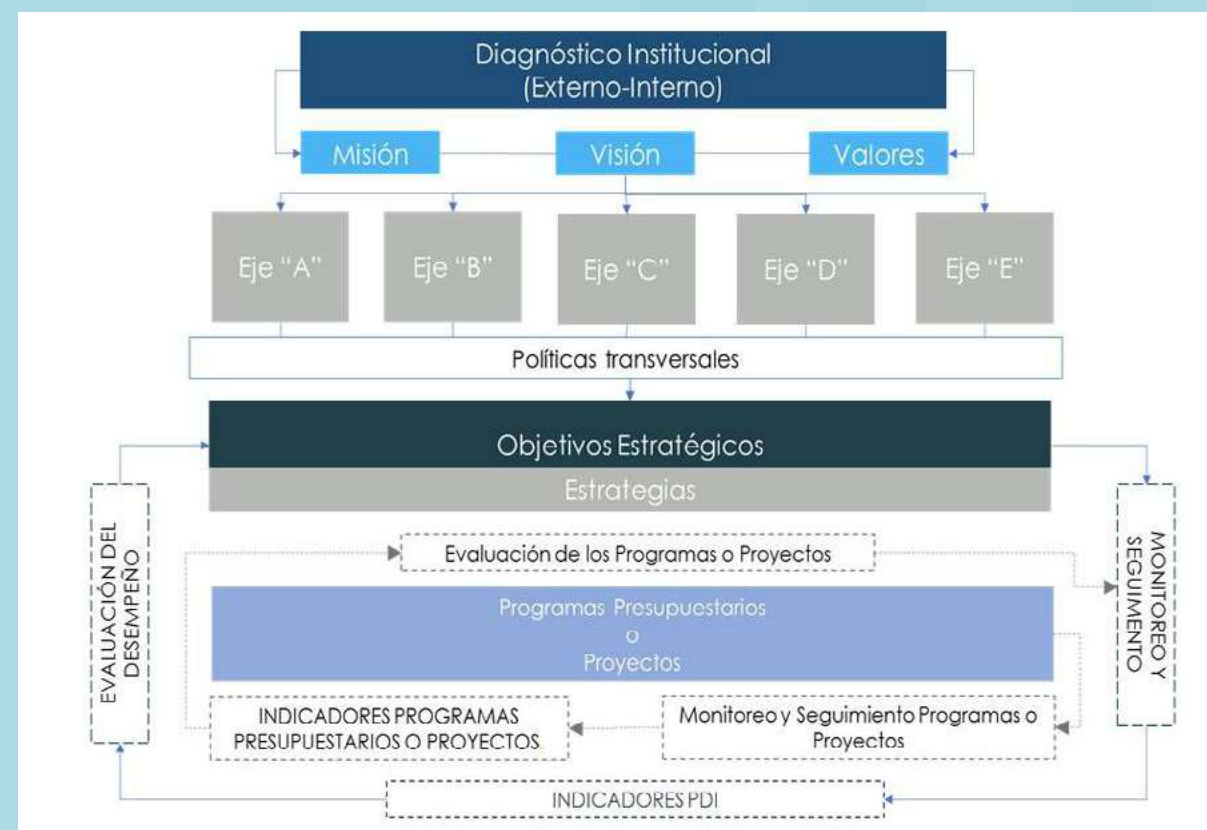 Diagnóstico Institucional
(Externo-Interno)
Misión
Visión
Valores
Eje “A”
Eje “B”
Eje “C”
Eje “D”
Eje “E”
Políticas transversales
Objetivos Estratégicos
Estrategias
EVALUACIÓN DEL
DESEMPEÑO
MONITOREO Y
SEGUIMENTO
Evaluación de los Programas o Proyectos
Programas Presupuestarios
o
Proyectos
INDICADORES PROGRAMAS
PRESUPUESTARIOS O PROYECTOS.
Monitoreo y Seguimiento Programas o
Proyectos
INDICADORES PDI